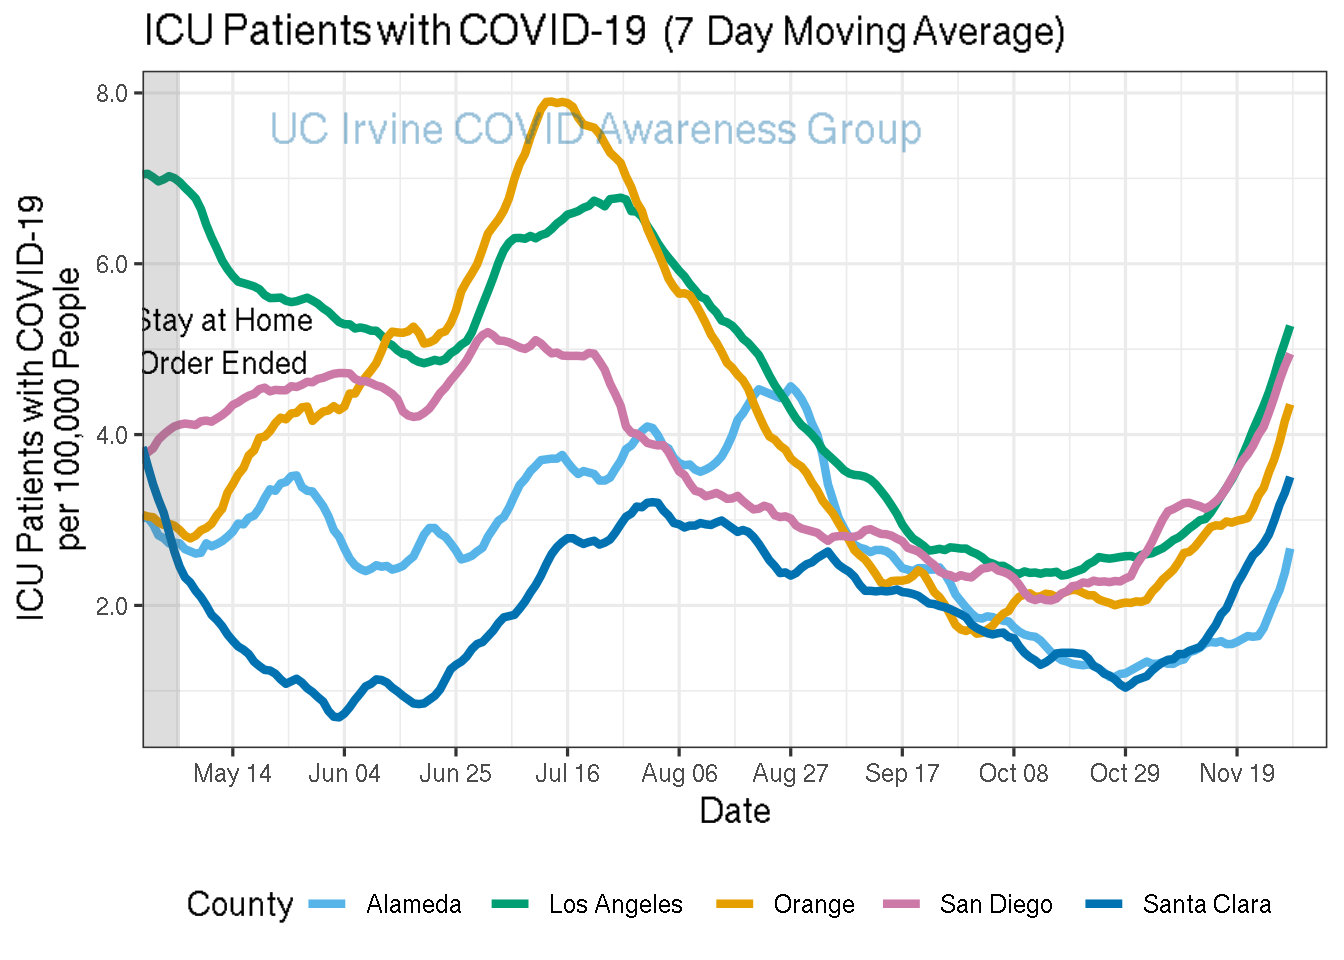 ICU Patients with COVID-19 (7 Day Moving Average)
UC Irvine COVID Awareness Group
8.0
6.0
4.0
2.0
ICU Patients with COVID-19
per 100,000 People
Stay at Home
Order Ended
May 14 Jun 04 Jun 25 Jul 16 Aug 06 Aug 27 Sep 17 Oct 08 Oct 29 Nov 19
Date
County Alameda Los Angeles Orange San Diego Santa Clara